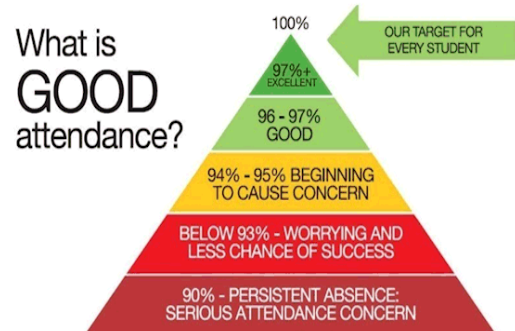 What is
GOOD
attendance?
100%
OUR TARGET FOR
EVERY STUDENT
97%+
EXCELLENT
96 - 97%
GOOD
94% - 95% BEGINNING
TO CAUSE CONCERN
BELOW 93% - WORRYING AND
LESS CHANCE OF SUCCESS
90% - PERSISTENT ABSENCE:
SERIOUS ATTENDANCE CONCERN